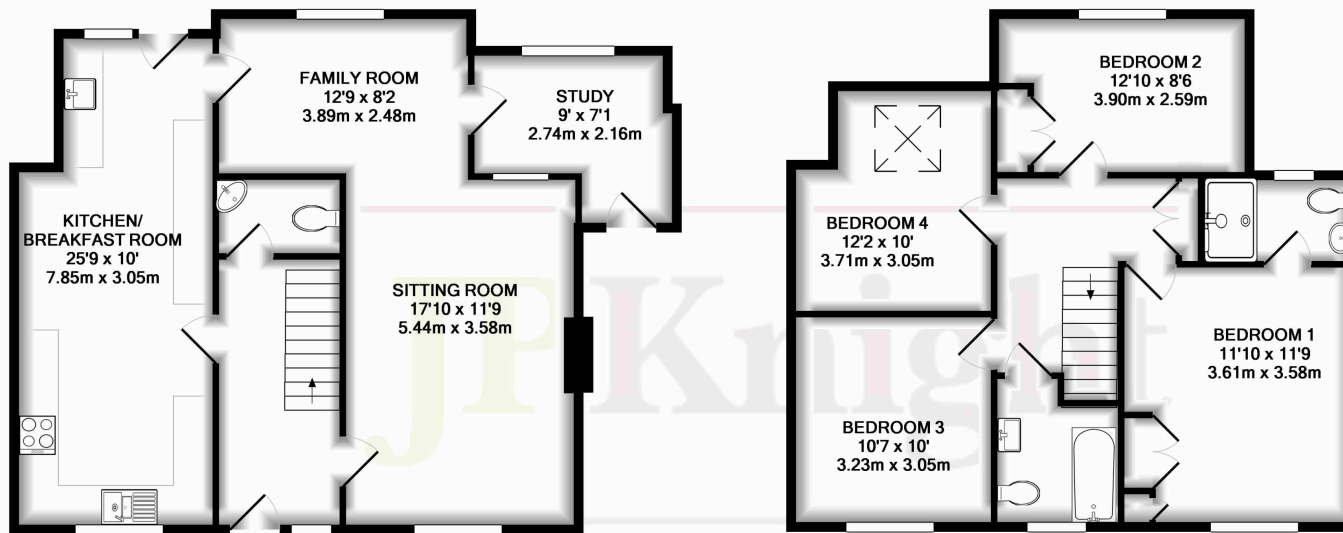 FAMILY ROOM
12'9 x 8'2
3.89m x 2.48m
STUDY
9' x 7'1
2.74m x 2.16m
KITCHEN/
BREAKFAST ROOM
25'9 x 10'
7.85m x 3.05m
SITTING ROOM
17'10 x 11'9
5.44m x 3.58m
BEDROOM 2
12'10 x 8'6
3.90m x 2.59m
BEDROOM 4
12'2 x 10'
3.71m x 3.05m
BEDROOM 1
11'10 x 11'9
3.61m x 3.58m
BEDROOM 3
10'7 x 10'
3.23m x 3.05m
JPKnight